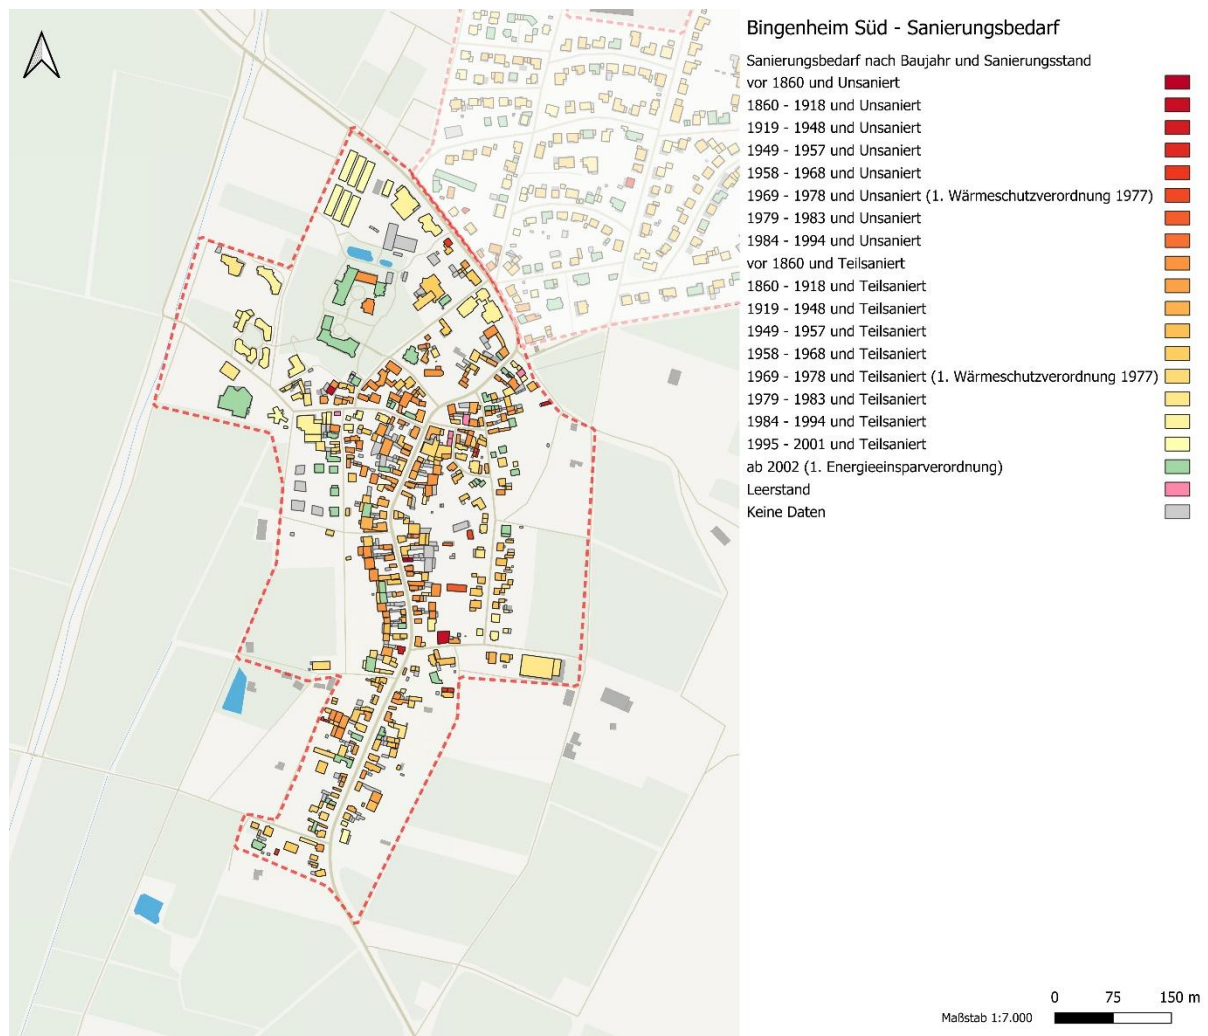 Bingenheim Süd - Sanierungsbedarf
Sanierungsbedarf nach Baujahr und Sanierungsstand
vor 1860 und Unsaniert
1860 - 1918 und Unsaniert
1919 - 1948 und Unsaniert
1949 - 1957 und Unsaniert
1958 - 1968 und Unsaniert
1969 - 1978 und Unsaniert (1. Wärmeschutzverordnung 1977)
1979 - 1983 und Unsaniert
1984 - 1994 und Unsaniert
vor 1860 und Teilsaniert
1860 - 1918 und Teilsaniert
1919 - 1948 und Teilsaniert
1949 - 1957 und Teilsaniert
1958 - 1968 und Teilsaniert
1969 - 1978 und Teilsaniert (1. Wärmeschutzverordnung 1977)
1979 - 1983 und Teilsaniert
1984 - 1994 und Teilsaniert
1995 - 2001 und Teilsaniert
ab 2002 (1. Energieeinsparverordnung)
Leerstand
Keine Daten
0 75 150 m
Maßstab 1:7.000